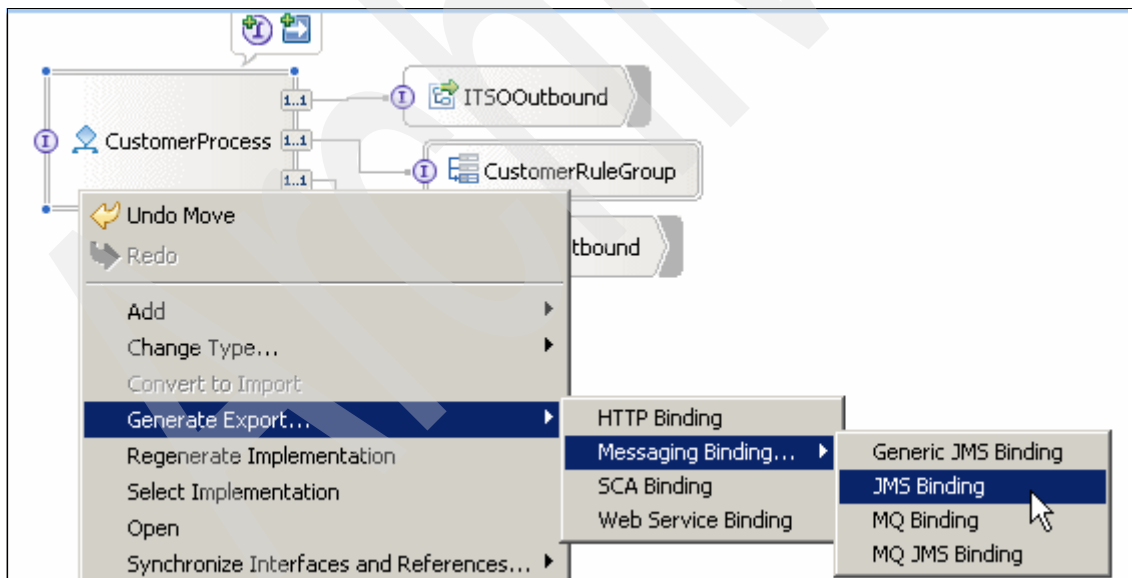 1..1
ITSOOutbound
CustomerProcess
1..1
CustomerRuleGroup
1..1
tbound
Undo Move
Redo
Add
Change Type...
Convert to Import
Generate Export...
Regenerate Implementation
Select Implementation
Open
Synchronize Interfaces and References...
HTTP Binding
Messaging Binding...
SCA Binding
Web Service Binding
Generic JMS Binding
JMS Binding
MQ Binding
MQ JMS Binding